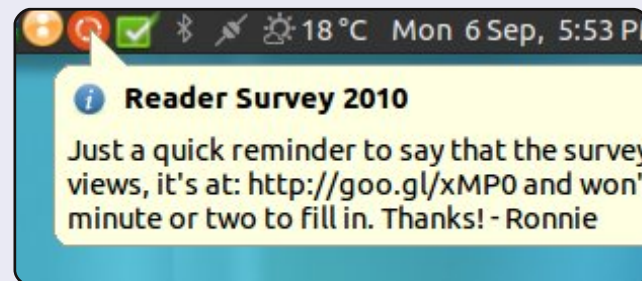 18 °C Mon 6 Sep, 5:53 P
Reader Survey 2010
Just a quick reminder to say that the survey
views, it's at: http://goo.gl/xMP0 and won'
minute or two to fill in. Thanks! - Ronnie